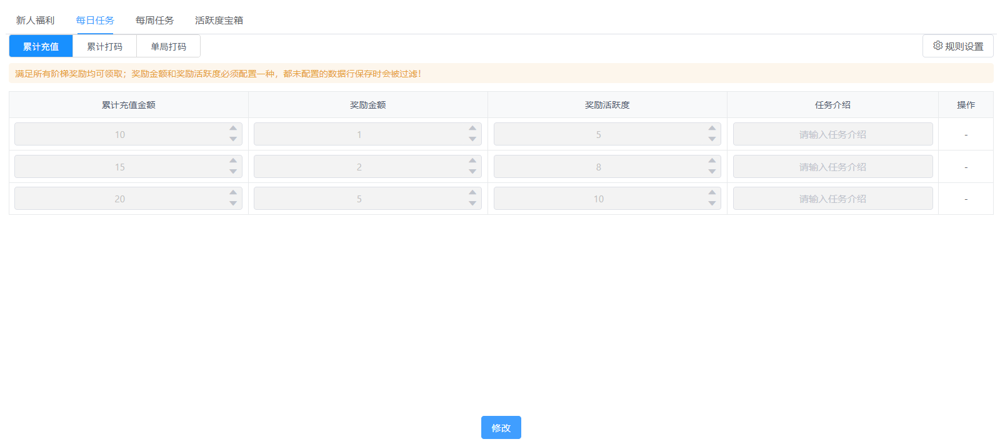 新人福利 每日任务 每周任务 活跃度宝箱
累计充值 累计打码 单局打码 规则设置
满足所有阶梯奖励均可领取；奖励金额和奖励活跃度必须配置一种，都未配置的数据行保存时会被过滤！
累计充值金额 奖励金额 奖励活跃度 任务介绍 操作
10 1 5 请输入任务介绍 -
15 2 8 请输入任务介绍 -
20 5 10 请输入任务介绍 -
修改